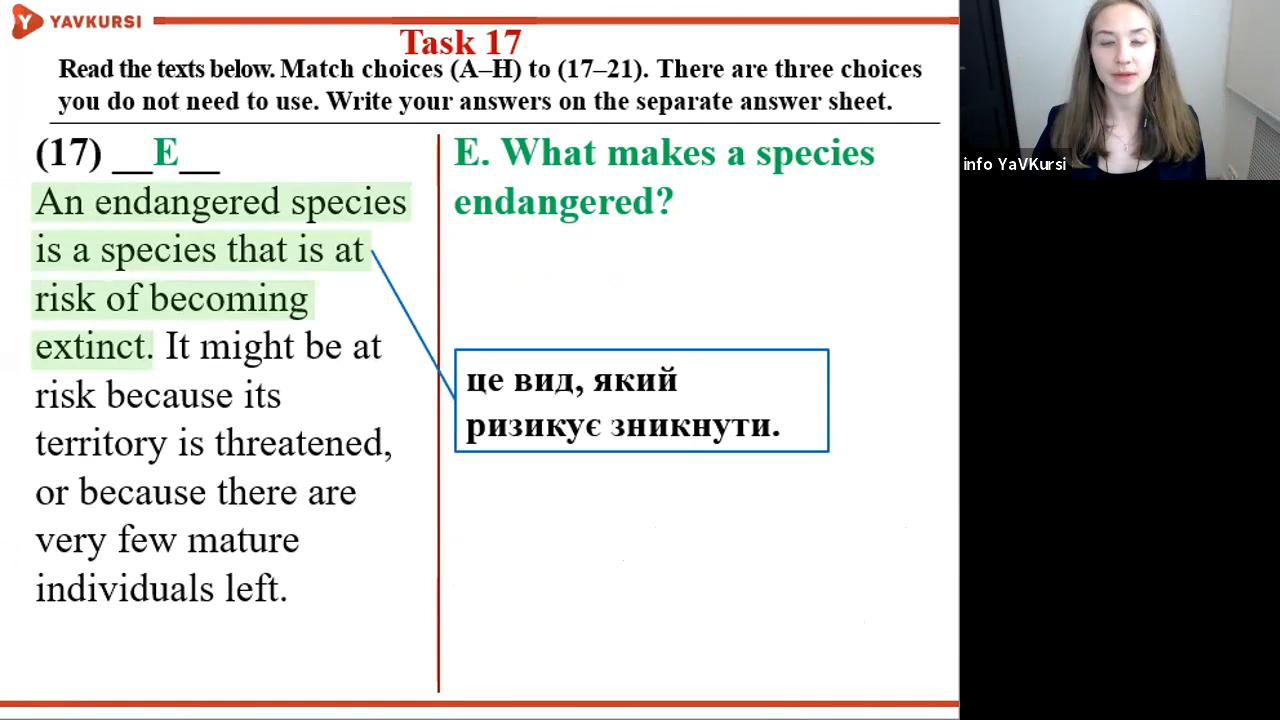 YAVKURSI
Task 17
Read the texts below. Match choices (A–H) to (17–21). There are three choices
you do not need to use. Write your answers on the separate answer sheet.
(17) __E__
An endangered species
is a species that is at
risk of becoming
extinct. It might be at
risk because its
territory is threatened,
or because there are
very few mature
individuals left.
E. What makes a species
endangered?
це вид, який
ризикує зникнути.
info YaVKursi